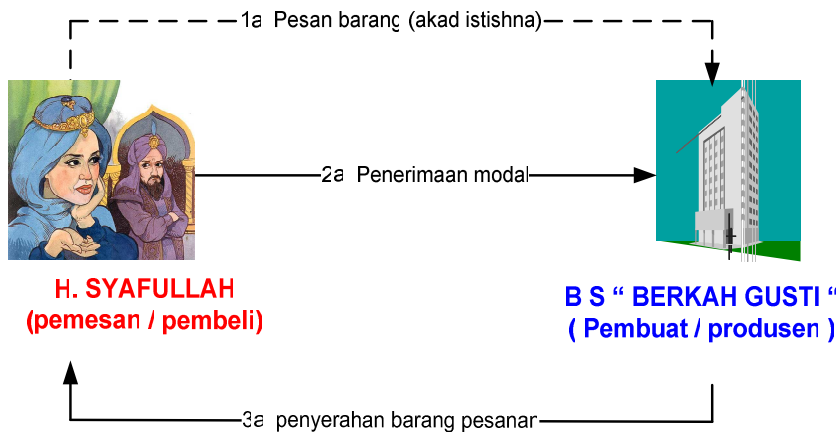 1a Pesan barang (akad istishna)
2a Penerimaan modal
H. SYAFULLAH
(pemesan / pembeli)
B S “ BERKAH GUSTI “
( Pembuat / produsen )
3a penyerahan barang pesanan